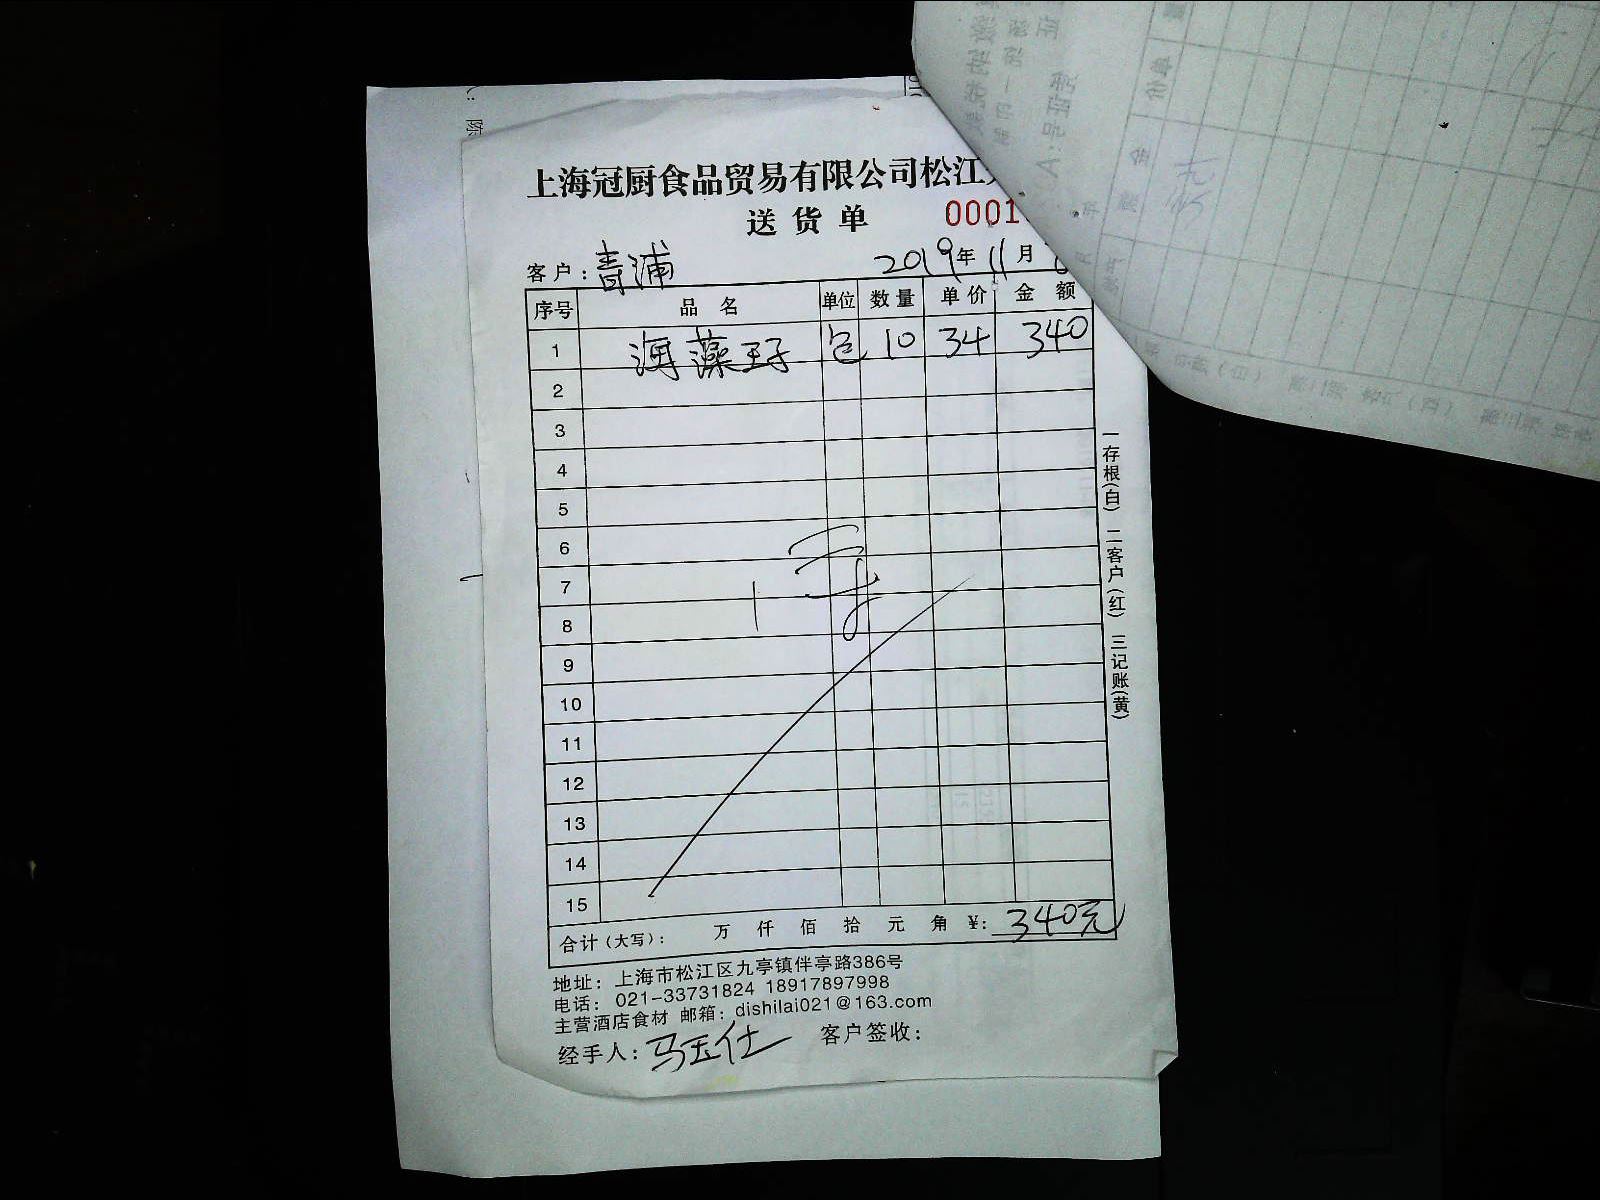 上海冠厨食品贸易有限公司松江
送货单 0001
客户：青浦 2019年11月
序号 品名 单位 数量 单价 金额
1 海藻 包 10 34 340
2
3
4
5
6
7
8
9
10
11
12
13
14
15
合计（大写）： 万 仟 佰 拾 元 角 ¥：340元
地址：上海市松江区九亭镇伴亭路386号
电话：021-33731824 18917897998
主营酒店食材 邮箱：dishilai021@163.com
经手人：马玉仕 客户签收：
一存根(白) 二客户(红) 三记账(黄)